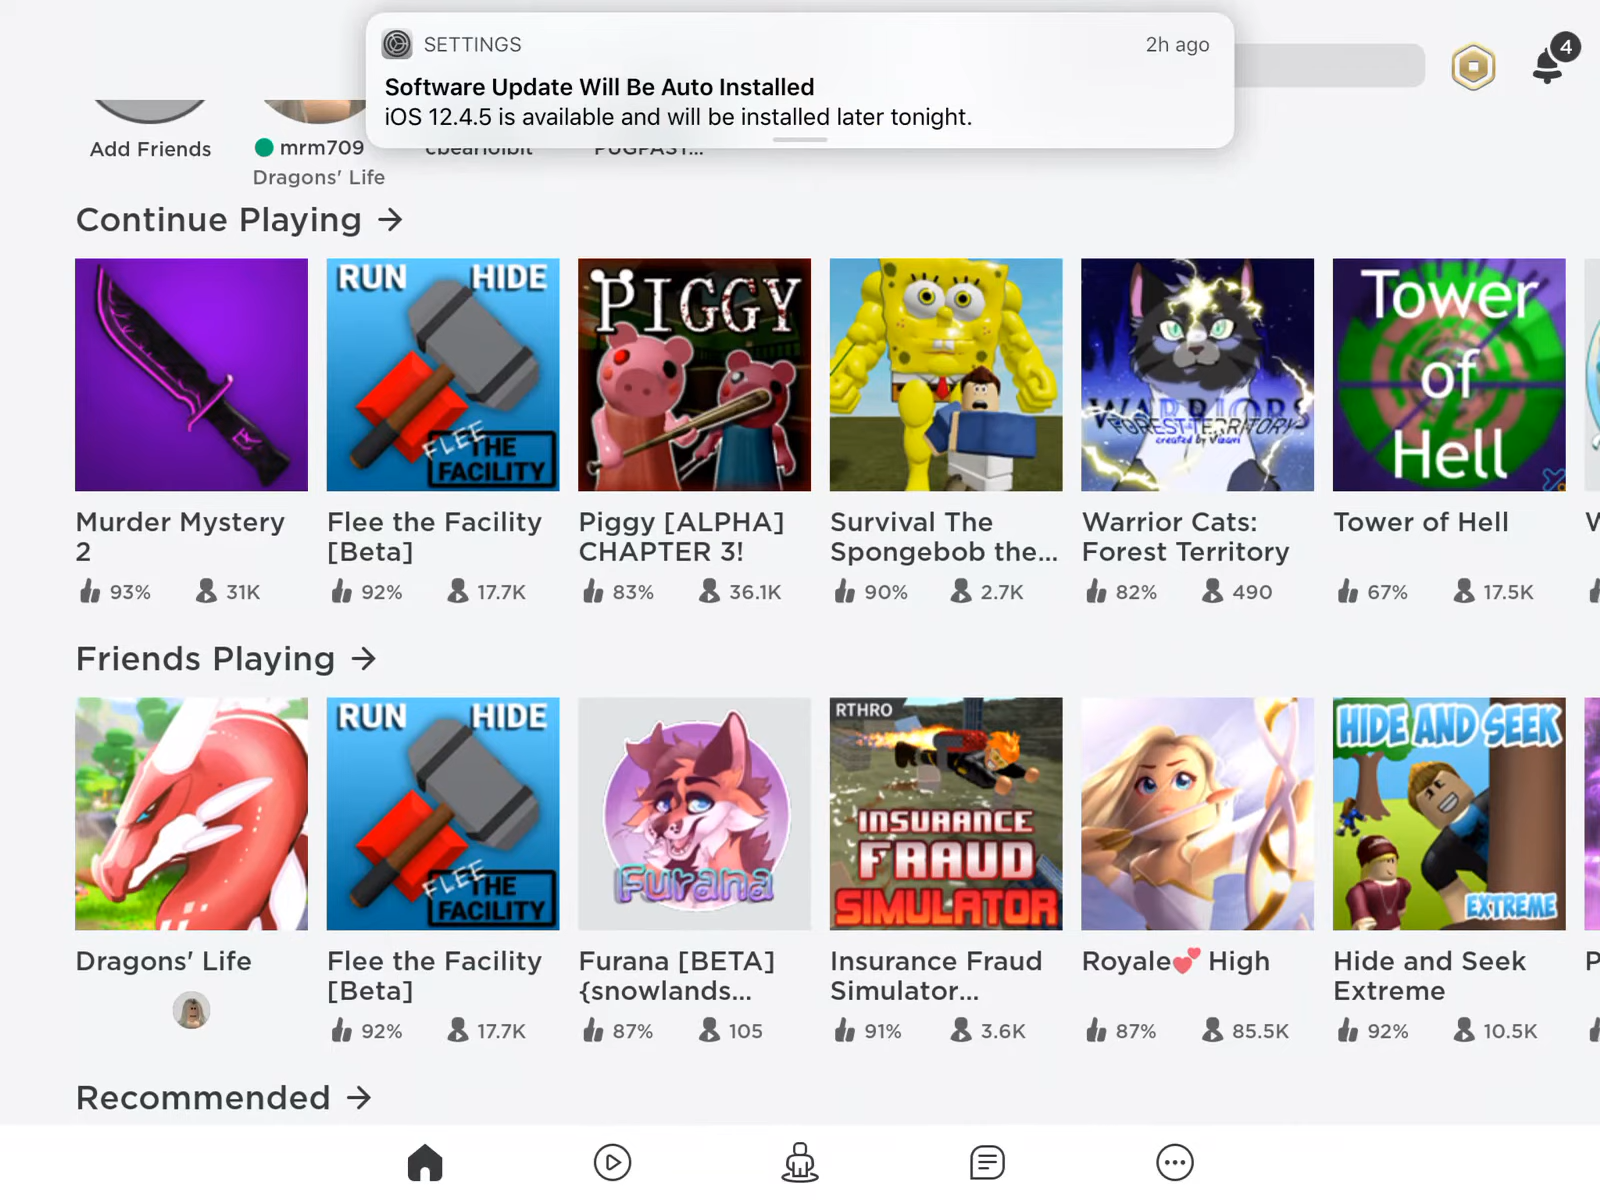 SETTINGS
2h ago
Software Update Will Be Auto Installed
iOS 12.4.5 is available and will be installed later tonight.
4
Add Friends
mrm709
Dragons' Life
Continue Playing →
RUN HIDE
FLEE
THE
FACILITY
PIGGY
WARRIORS
FOREST TERRITORY
created by Vizavi
Tower
of
Hell
Murder Mystery
2
93% 31K
Flee the Facility
[Beta]
92% 17.7K
Piggy [ALPHA]
CHAPTER 3!
83% 36.1K
Survival The
Spongebob the...
90% 2.7K
Warrior Cats:
Forest Territory
82% 490
Tower of Hell
67% 17.5K
Friends Playing →
RUN HIDE
FLEE
THE
FACILITY
Furana
RTHRO
INSURANCE
FRAUD
SIMULATOR
HIDE AND SEEK
EXTREME
Dragons' Life
Flee the Facility
[Beta]
92% 17.7K
Furana [BETA]
{snowlands...
87% 105
Insurance Fraud
Simulator...
91% 3.6K
Royale💕 High
87% 85.5K
Hide and Seek
Extreme
92% 10.5K
Recommended →